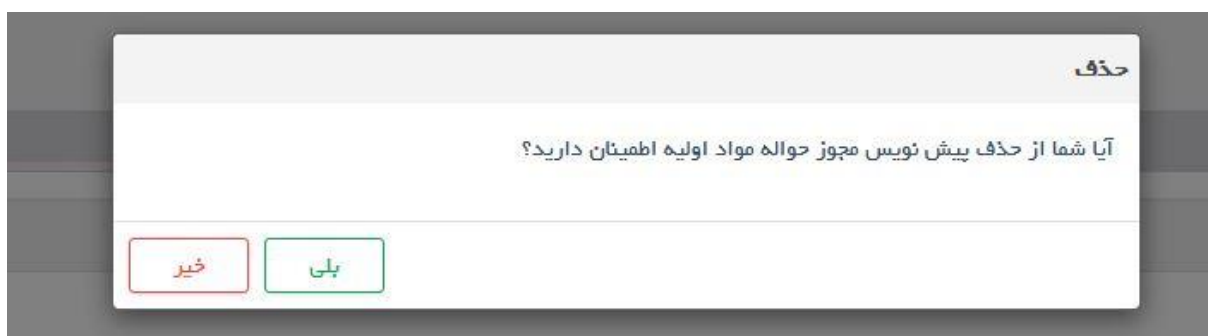 حذف
آیا شما از حذف پیش نویس مجوز حواله مواد اولیه اطمینان دارید؟
بلی
خیر